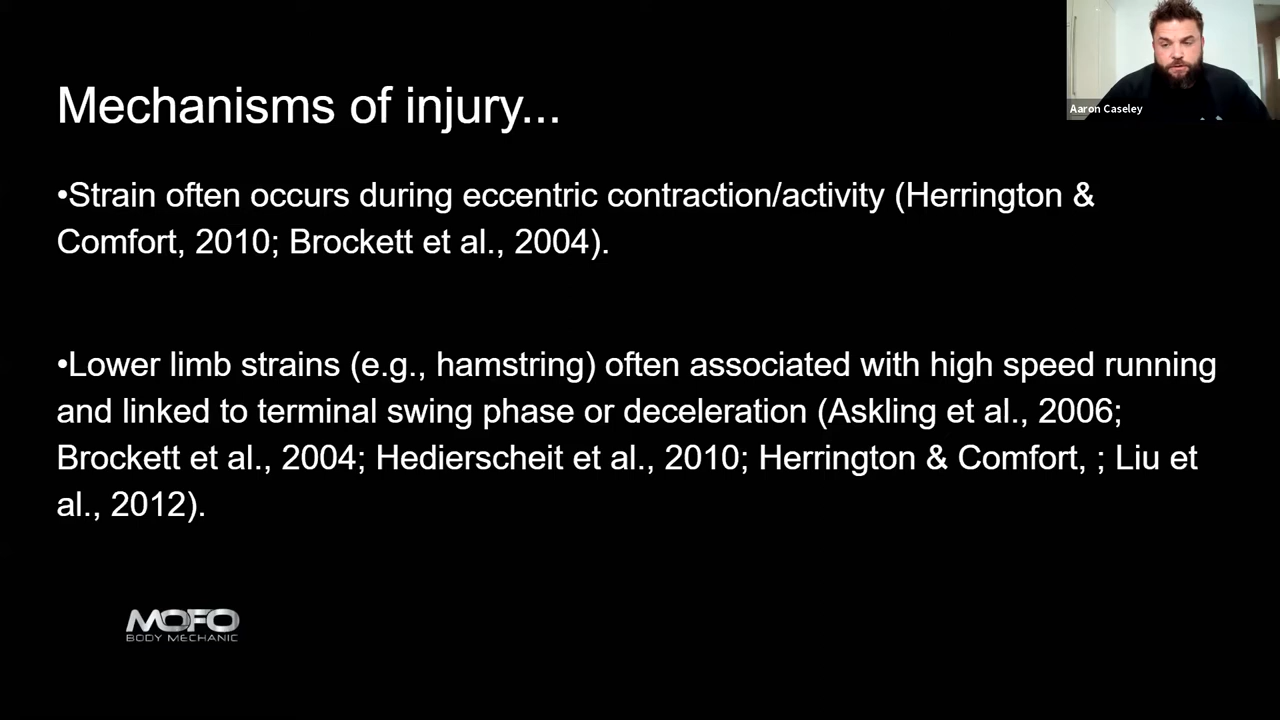 Mechanisms of injury...
Aaron Caseley
•Strain often occurs during eccentric contraction/activity (Herrington &
Comfort, 2010; Brockett et al., 2004).
•Lower limb strains (e.g., hamstring) often associated with high speed running
and linked to terminal swing phase or deceleration (Askling et al., 2006;
Brockett et al., 2004; Hedierscheit et al., 2010; Herrington & Comfort, ; Liu et
al., 2012).
MOFO
BODY MECHANIC